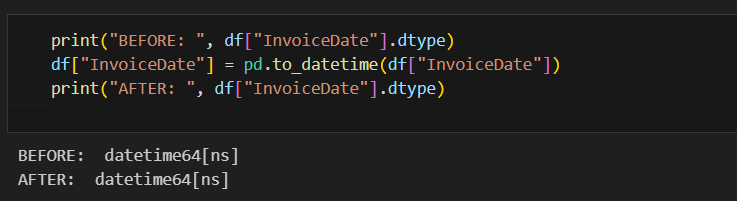 print("BEFORE: ", df["InvoiceDate"].dtype)
df["InvoiceDate"] = pd.to_datetime(df["InvoiceDate"])
print("AFTER: ", df["InvoiceDate"].dtype)
BEFORE:  datetime64[ns]
AFTER:  datetime64[ns]